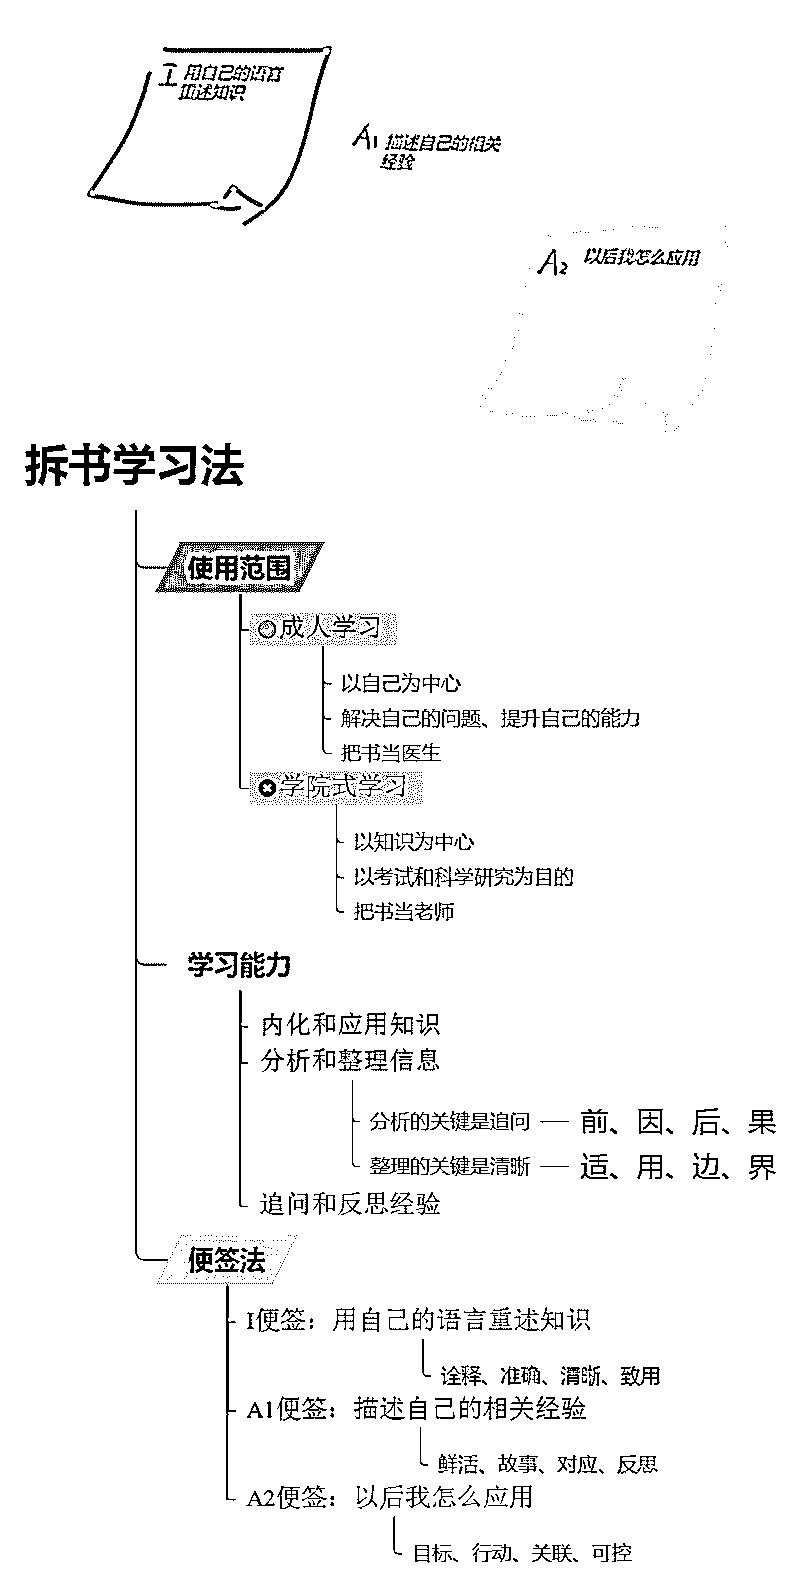 I 用自己的语言
重述知识
A1 描述自己的相关
经验
A2 以后我怎么应用
拆书学习法
使用范围
成人学习
以自己为中心
解决自己的问题、提升自己的能力
把书当医生
学院式学习
以知识为中心
以考试和科学研究为目的
把书当老师
学习能力
内化和应用知识
分析和整理信息
分析的关键是追问 — 前、因、后、果
整理的关键是清晰 — 适、用、边、界
追问和反思经验
便签法
I便签：用自己的语言重述知识
诠释、准确、清晰、致用
A1便签：描述自己的相关经验
鲜活、故事、对应、反思
A2便签：以后我怎么应用
目标、行动、关联、可控